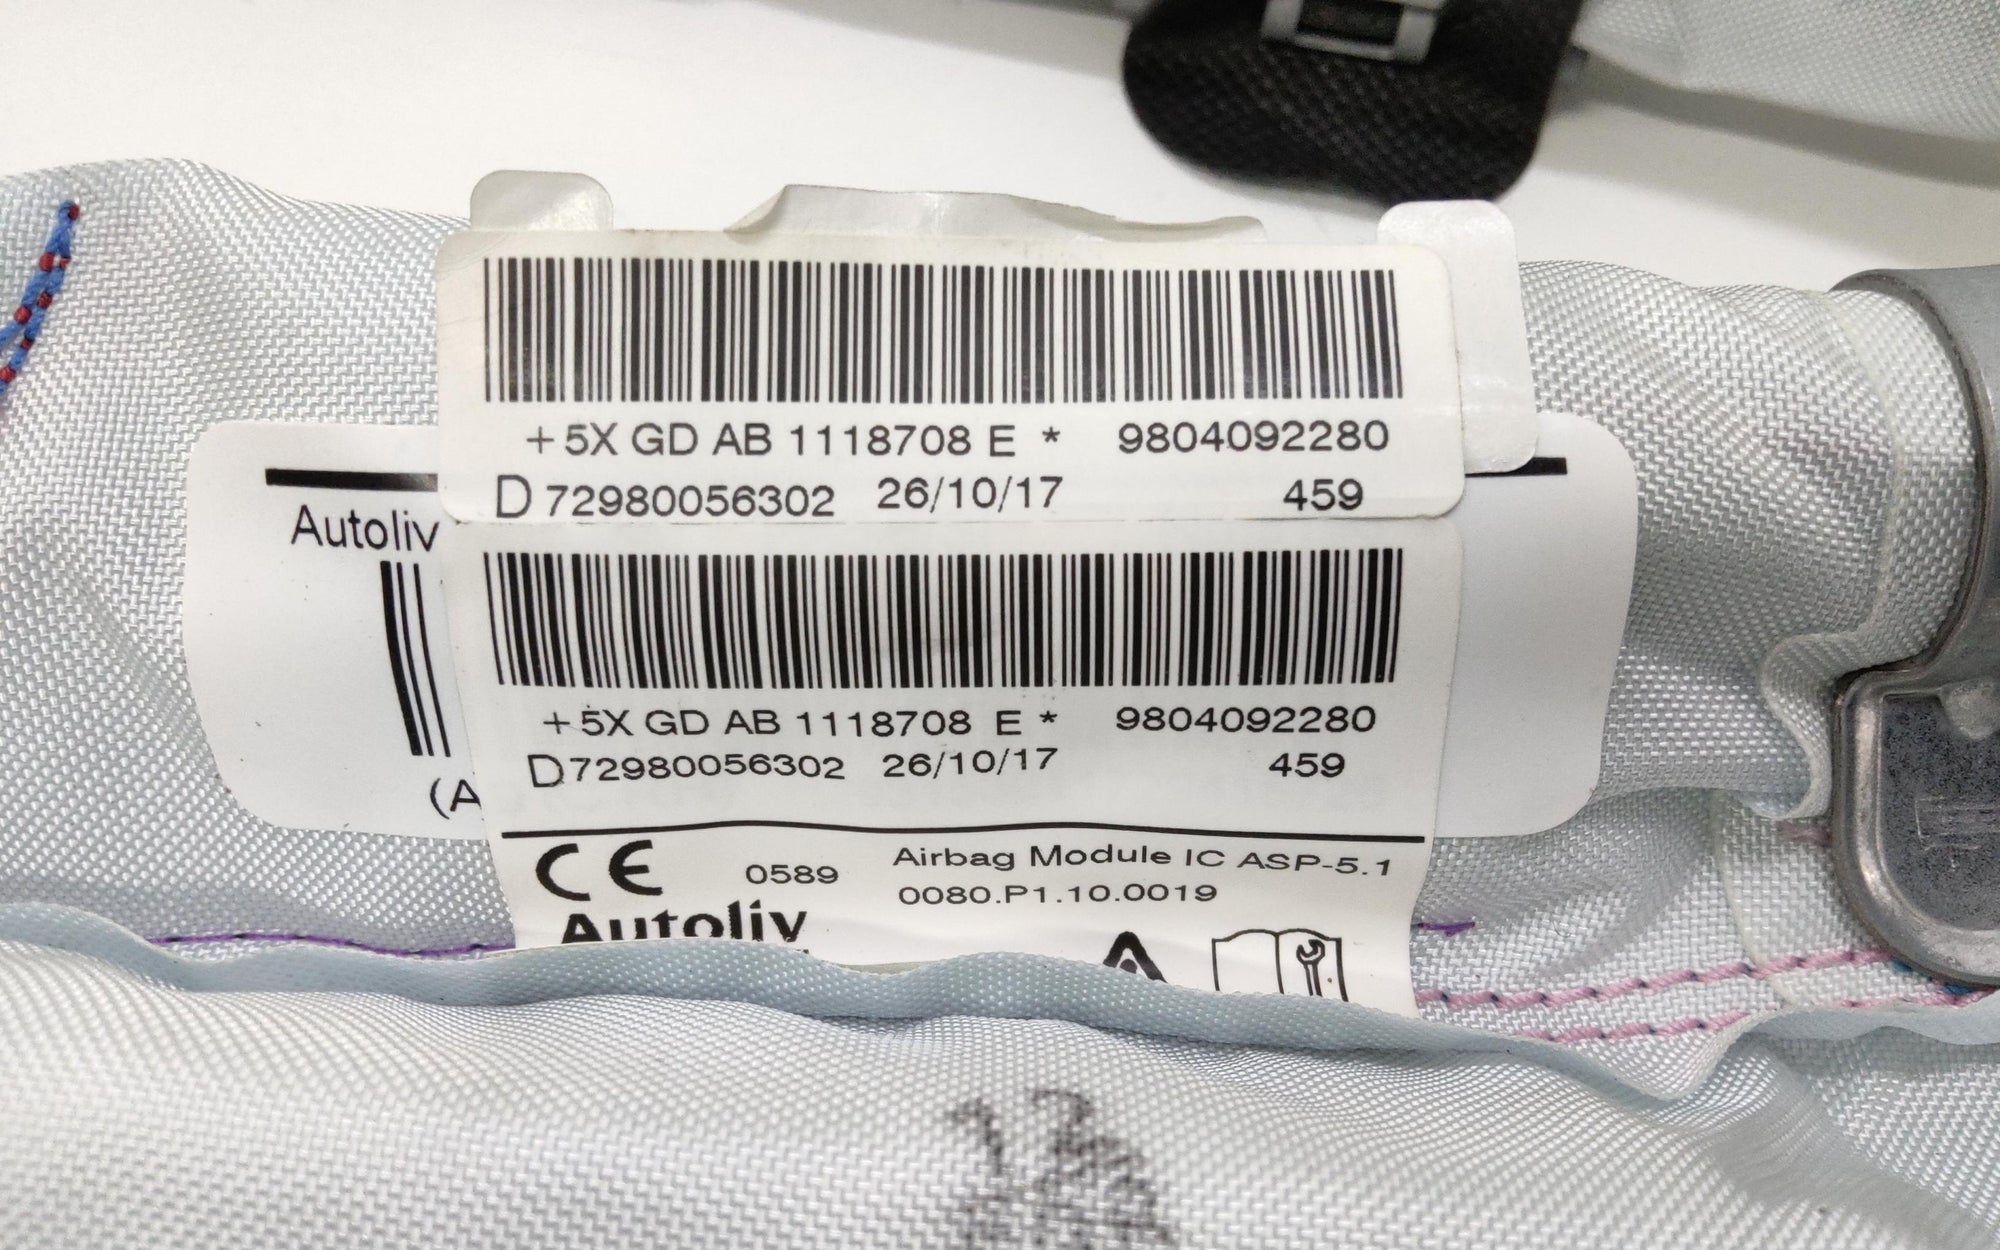 +5X GD AB 1118708 E * 9804092280
D 72980056302 26/10/17 459
Autoliv
+5X GD AB 1118708 E * 9804092280
D72980056302 26/10/17 459
(A
CE 0589 Airbag Module IC ASP-5.1
0080.P1.10.0019
Autoliv